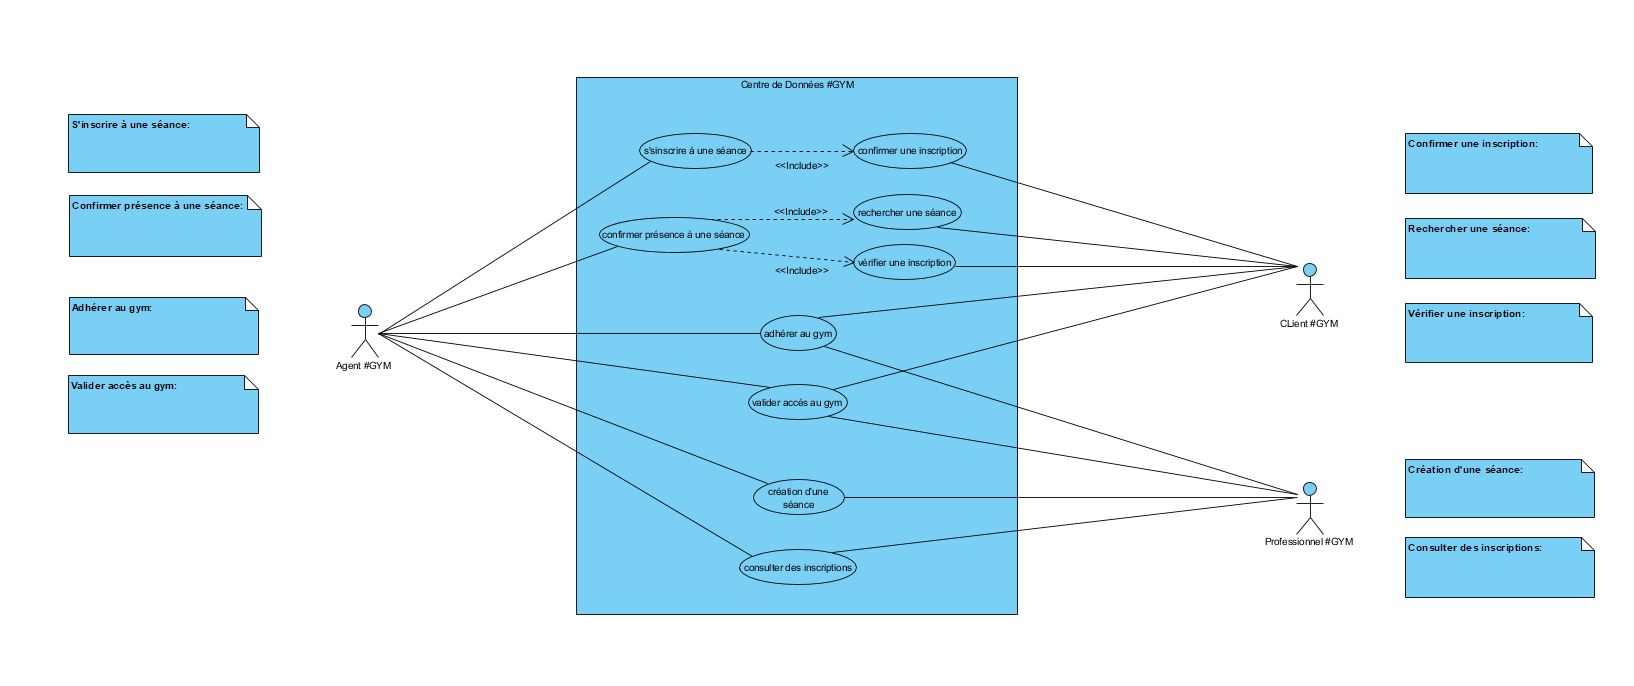 Centre de Données #GYM
S'inscrire à une séance:
Confirmer présence à une séance:
Adhérer au gym:
Valider accès au gym:
Agent #GYM
s'sinscrire à une séance
<<Include>>
confirmer une inscription
<<Include>>
rechercher une séance
confirmer présence à une séance
vérifier une inscription
<<Include>>
adhérer au gym
valider accès au gym
création d'une
séance
consulter des inscriptions
CLient #GYM
Professionnel #GYM
Confirmer une inscription:
Rechercher une séance:
Vérifier une inscription:
Création d'une séance:
Consulter des inscriptions: